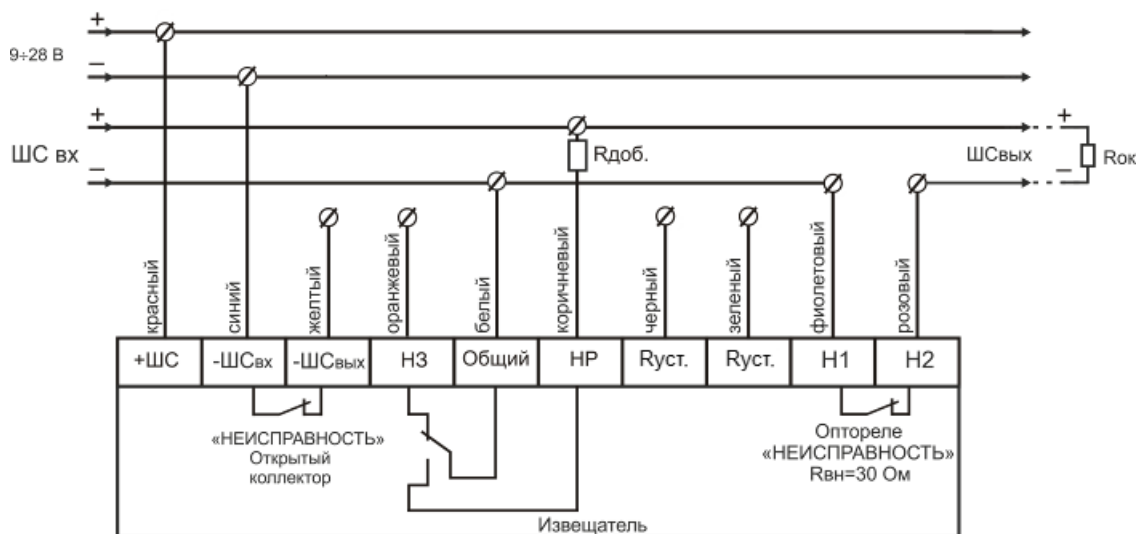 +
9÷28 В
−
+
ШС вх
−
Rдоб.
+
ШСвых
−
Rок
красный
синий
желтый
оранжевый
белый
коричневый
черный
зеленый
фиолетовый
розовый
+ШС
-ШСвх
-ШСвых
НЗ
Общий
НР
Rуст.
Rуст.
Н1
Н2
«НЕИСПРАВНОСТЬ»
Открытый
коллектор
Оптореле
«НЕИСПРАВНОСТЬ»
Rвн=30 Ом
Извещатель